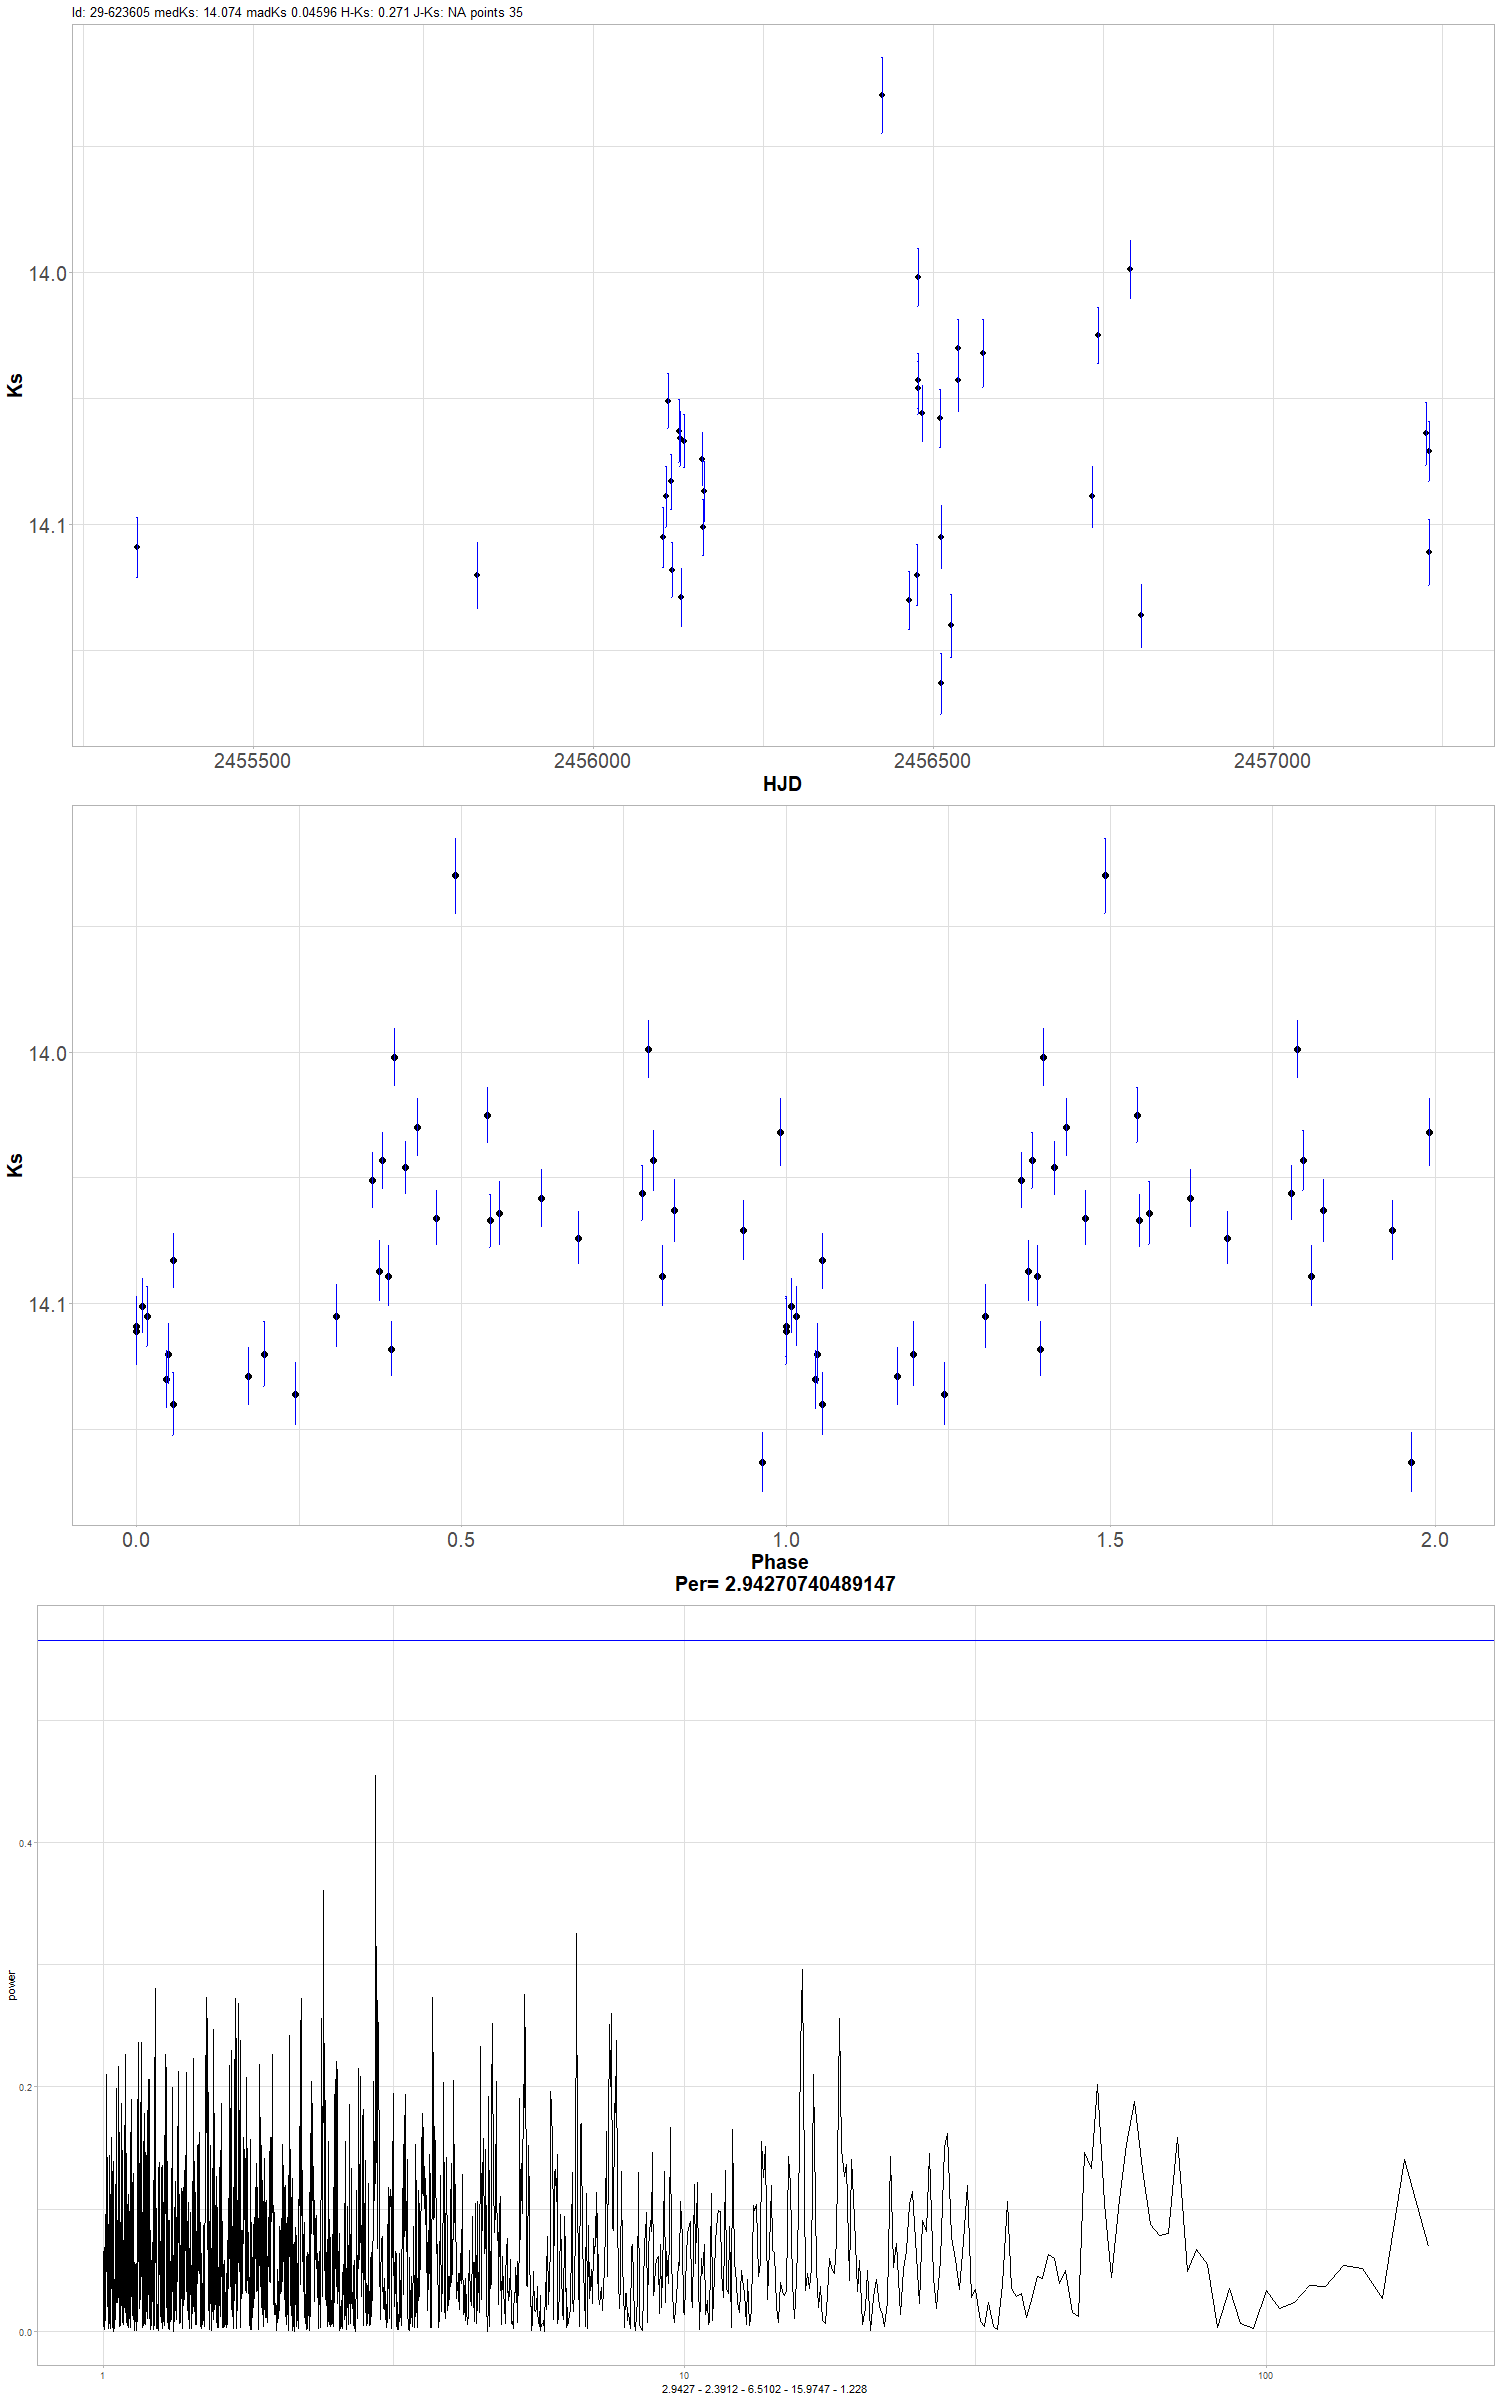 Id: 29-623605 medKs: 14.074 madKs 0.04596 H-Ks: 0.271 J-Ks: NA points 35
14.0
Ks
14.1
2455500 2456000 2456500 2457000
HJD
14.0
Ks
14.1
0.0 0.5 1.0 1.5 2.0
Phase
Per= 2.94270740489147
0.4
power
0.2
0.0
1 10 100
2.9427 - 2.3912 - 6.5102 - 15.9747 - 1.228